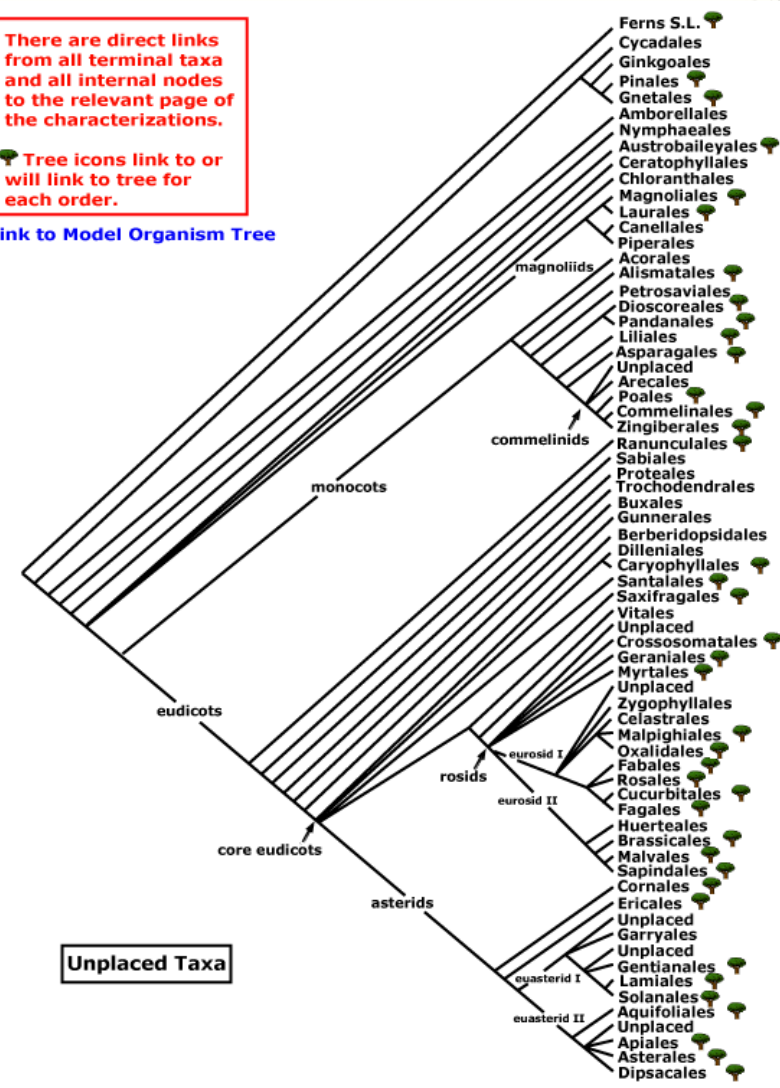 There are direct links
from all terminal taxa
and all internal nodes
to the relevant page of
the characterizations.
Tree icons link to or
will link to tree for
each order.
ink to Model Organism Tree
Ferns S.L.
Cycadales
Ginkgoales
Pinales
Gnetales
Amborellales
Nymphaeales
Austrobaileyales
Ceratophyllales
Chloranthales
Magnoliales
Laurales
Canellales
Piperales
magnoliids
Acorales
Alismatales
Petrosaviales
Dioscoreales
Pandanales
Liliales
Asparagales
Unplaced
Arecales
Poales
Commelinales
Zingiberales
commelinids
monocots
Ranunculales
Sabiales
Proteales
Trochodendrales
Buxales
Gunnerales
Berberidopsidales
Dilleniales
Caryophyllales
Santalales
Saxifragales
Vitales
Unplaced
Crossosomatales
Geraniales
Myrtales
Unplaced
Zygophyllales
Celastrales
Malpighiales
Oxalidales
Fabales
Rosales
Cucurbitales
Fagales
Huerteales
Brassicales
Malvales
Sapindales
eudicots
rosids
eurosid I
eurosid II
core eudicots
asterids
Cornales
Ericales
Unplaced
Garryales
Unplaced
Gentianales
Lamiales
Solanales
Aquifoliales
Unplaced
Apiales
Asterales
Dipsacales
euasterid I
euasterid II
Unplaced Taxa